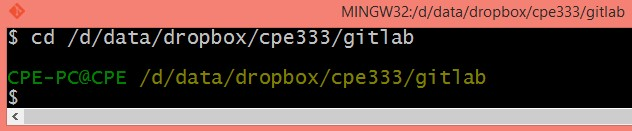 MINGW32:/d/data/dropbox/cpe333/gitlab
$ cd /d/data/dropbox/cpe333/gitlab
CPE-PC@CPE /d/data/dropbox/cpe333/gitlab
$